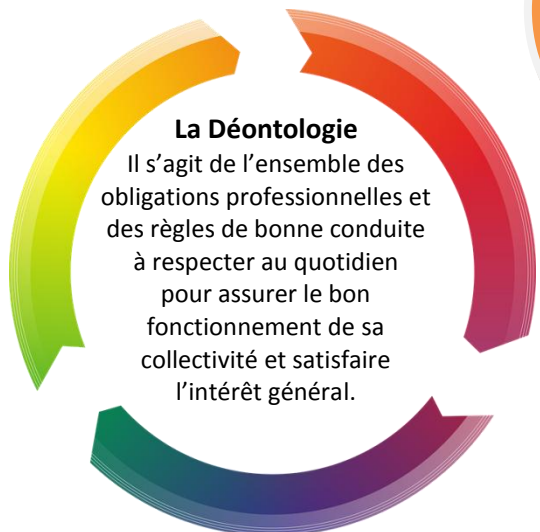 La Déontologie
Il s’agit de l’ensemble des
obligations professionnelles et
des règles de bonne conduite
à respecter au quotidien
pour assurer le bon
fonctionnement de sa
collectivité et satisfaire
l’intérêt général.